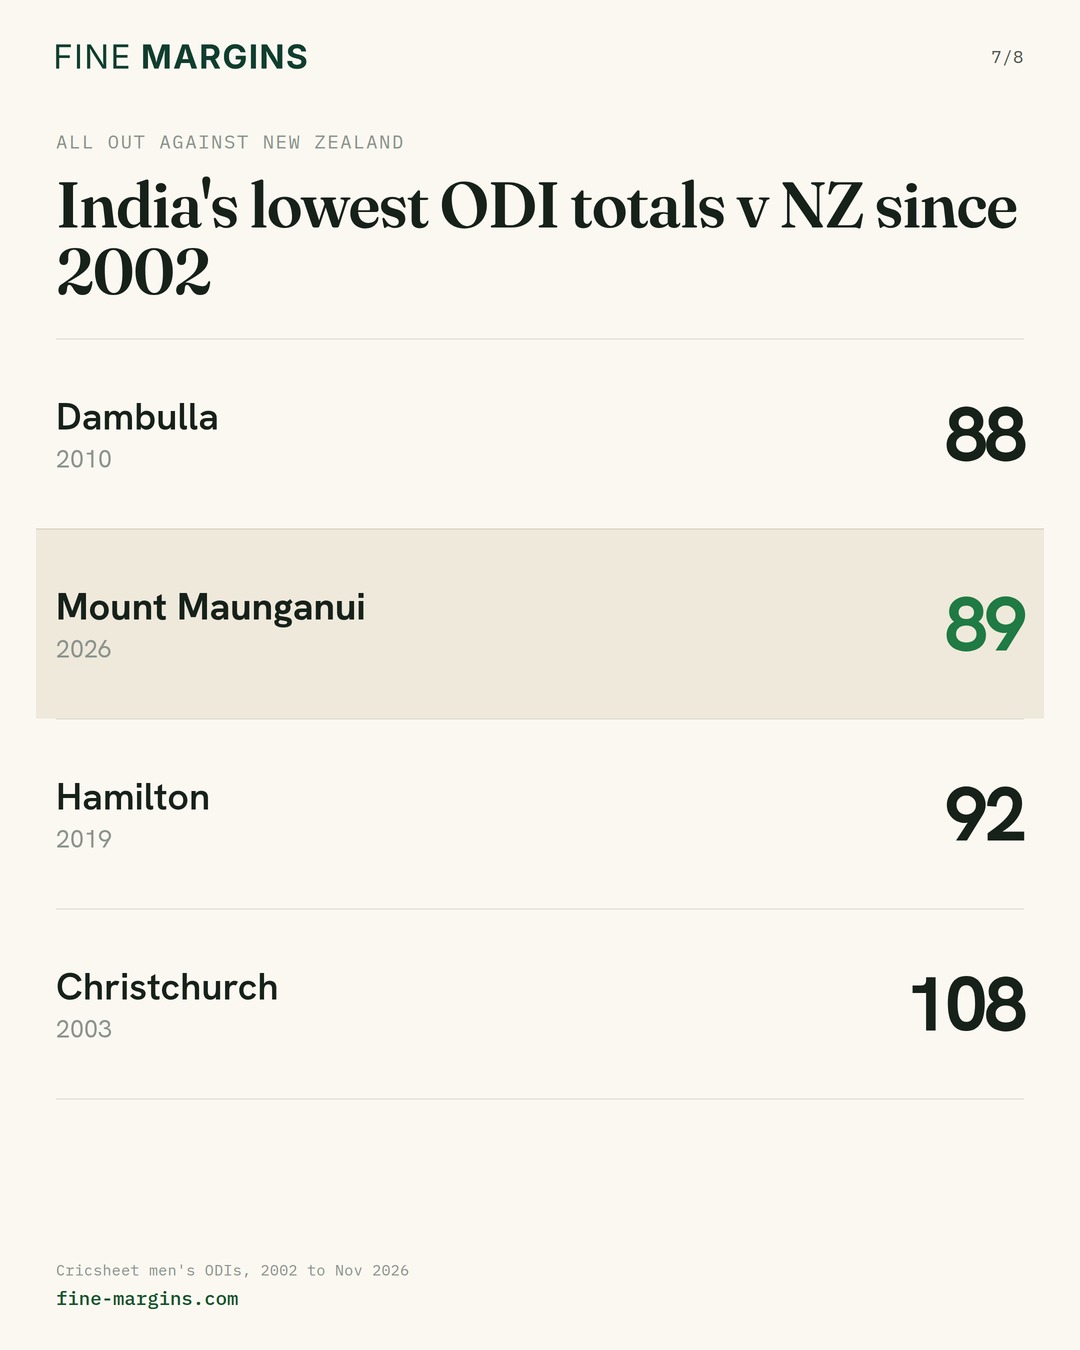 FINE MARGINS
7/8
ALL OUT AGAINST NEW ZEALAND
India's lowest ODI totals v NZ since
2002
Dambulla
2010
88
Mount Maunganui
2026
89
Hamilton
2019
92
Christchurch
2003
108
Cricsheet men's ODIs, 2002 to Nov 2026
fine-margins.com